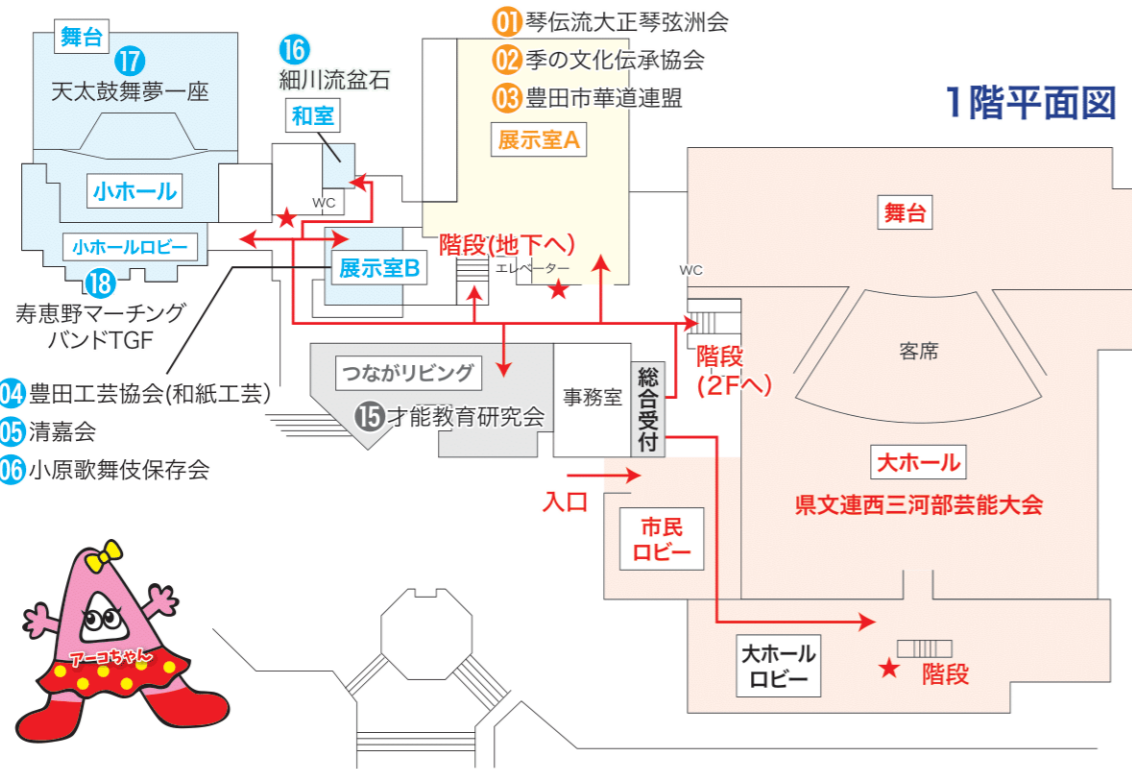 1階平面図
舞台
17
天太鼓舞夢一座
小ホール
小ホールロビー
18
寿恵野マーチング
バンドTGF
16
細川流盆石
和室
WC
01 琴伝流大正琴弦洲会
02 季の文化伝承協会
03 豊田市華道連盟
展示室A
階段(地下へ)
エレベーター
展示室B
04 豊田工芸協会(和紙工芸)
05 清嘉会
06 小原歌舞伎保存会
つながリビング
15 才能教育研究会
事務室
総合受付
WC
階段
(2Fへ)
舞台
客席
大ホール
県文連西三河部芸能大会
入口
市民
ロビー
大ホール
ロビー
階段
アーコちゃん